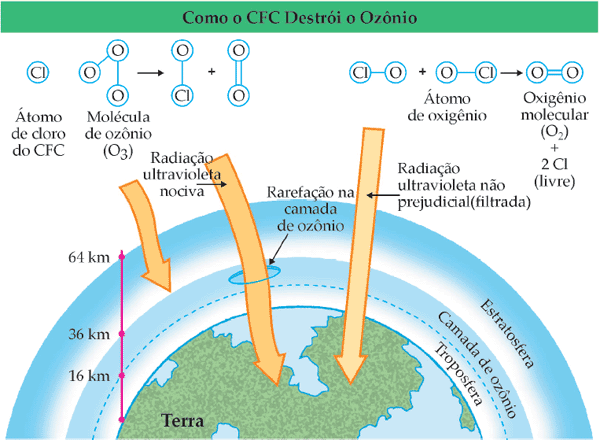 Como o CFC Destrói o Ozônio
Cl
O
O
O
O
Cl
+
O
O
Cl
O
+
O
Cl
O
O
Átomo
de cloro
do CFC
Molécula
de ozônio
(O3)
Átomo
de oxigênio
Oxigênio
molecular
(O2)
+
2 Cl
(livre)
Radiação
ultravioleta
nociva
Rarefação na
camada
de ozônio
Radiação
ultravioleta não
prejudicial(filtrada)
64 km
36 km
16 km
Estratosfera
Camada de ozônio
Troposfera
Terra